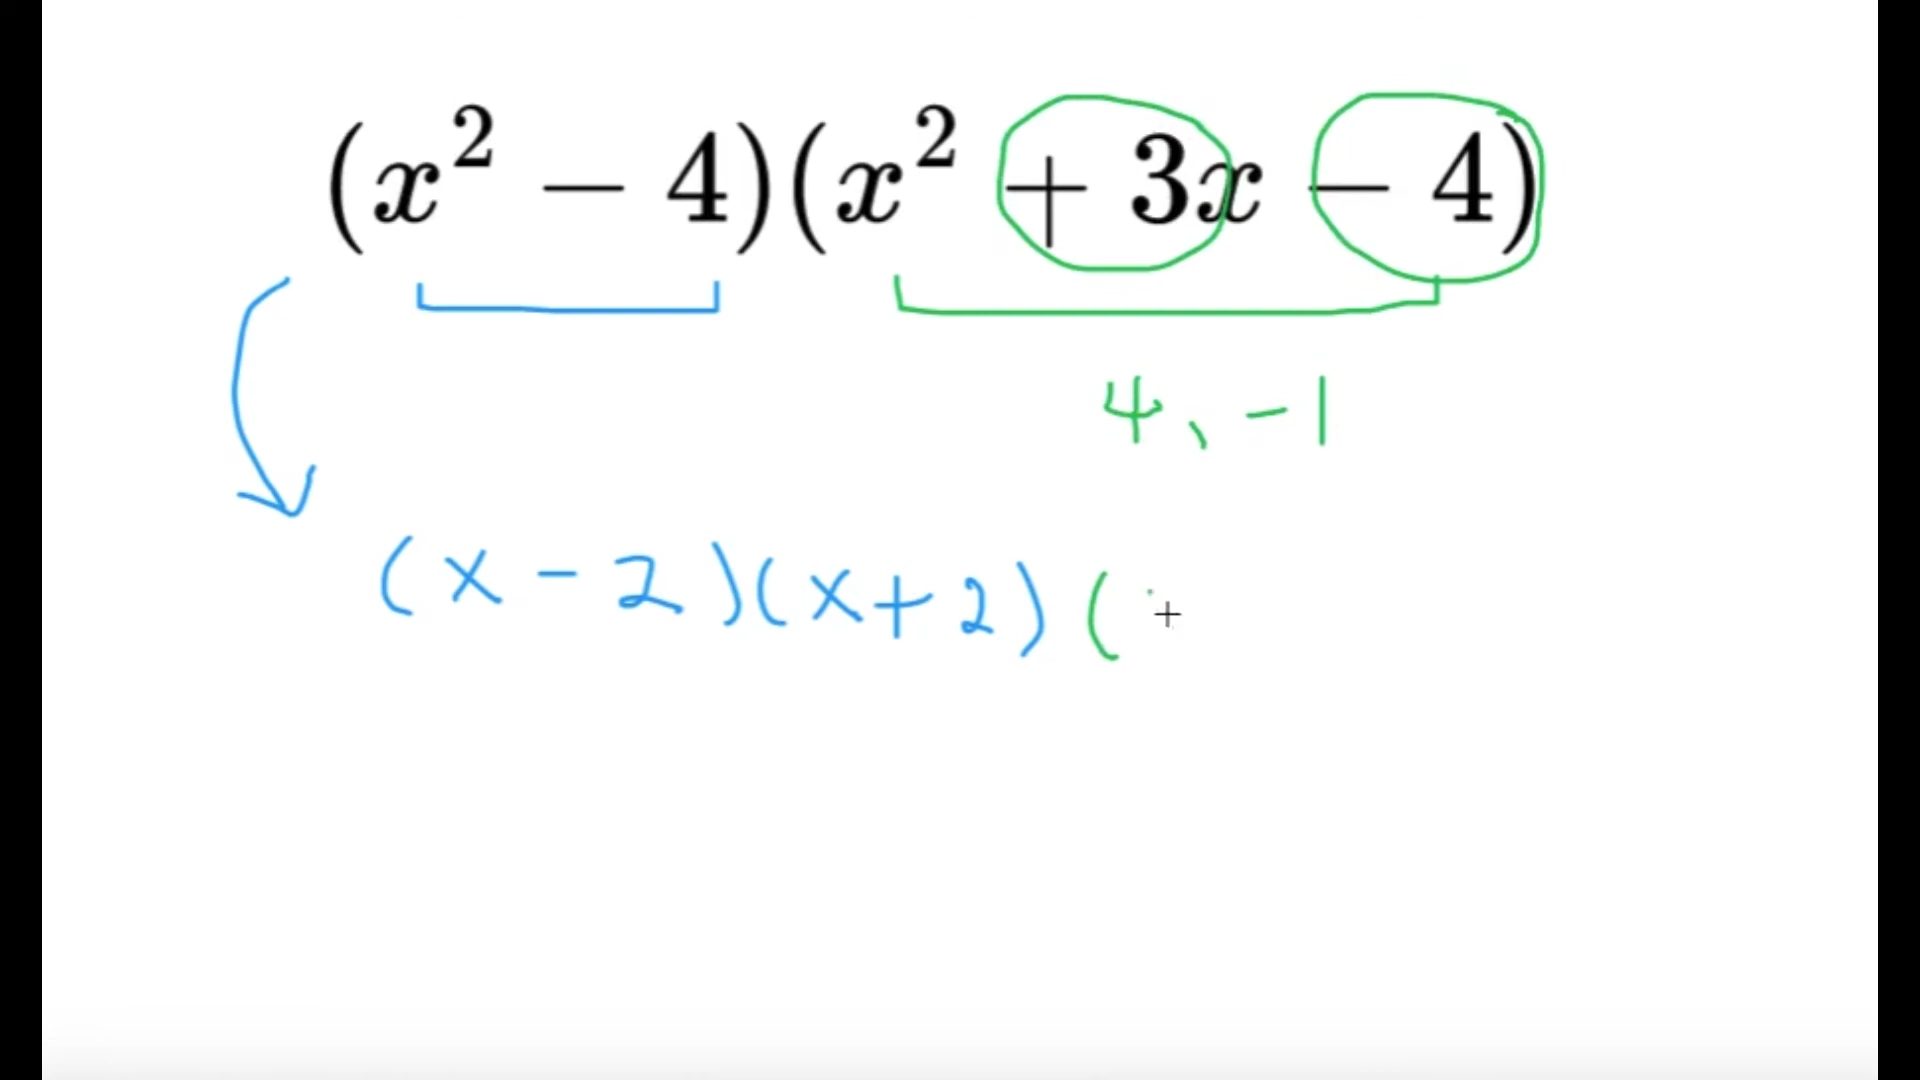 (x² − 4)(x² + 3x − 4)
4, -1
(x - 2)(x + 2)(